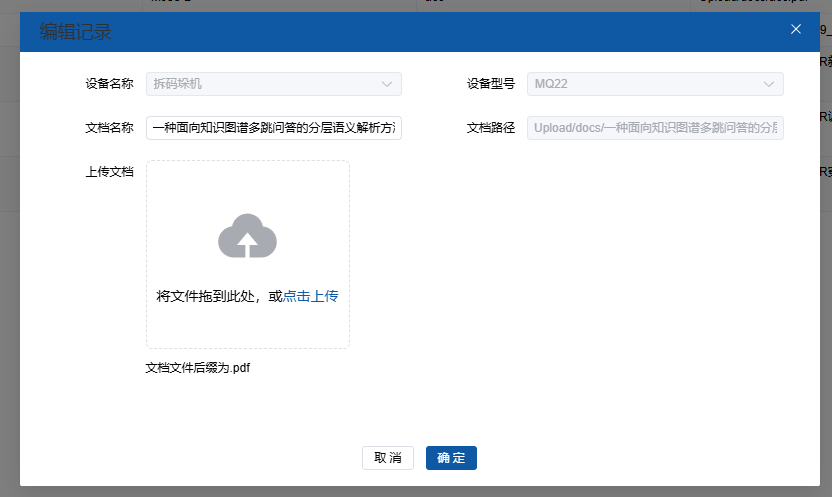 Upload/docs/docs.pdf
编辑记录
设备名称
拆码垛机
设备型号
MQ22
文档名称
一种面向知识图谱多跳问答的分层语义解析方
文档路径
Upload/docs/一种面向知识图谱多跳问答的分
上传文档
将文件拖到此处，或点击上传
文档文件后缀为.pdf
取消
确定